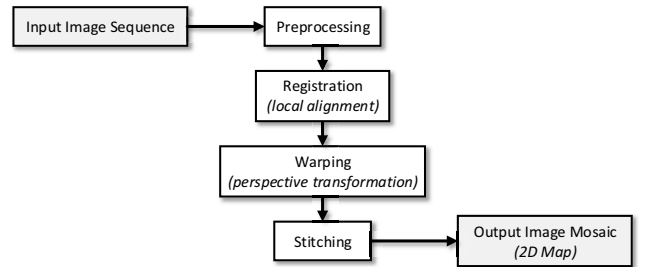 Input Image Sequence
Preprocessing
Registration
(local alignment)
Warping
(perspective transformation)
Stitching
Output Image Mosaic
(2D Map)